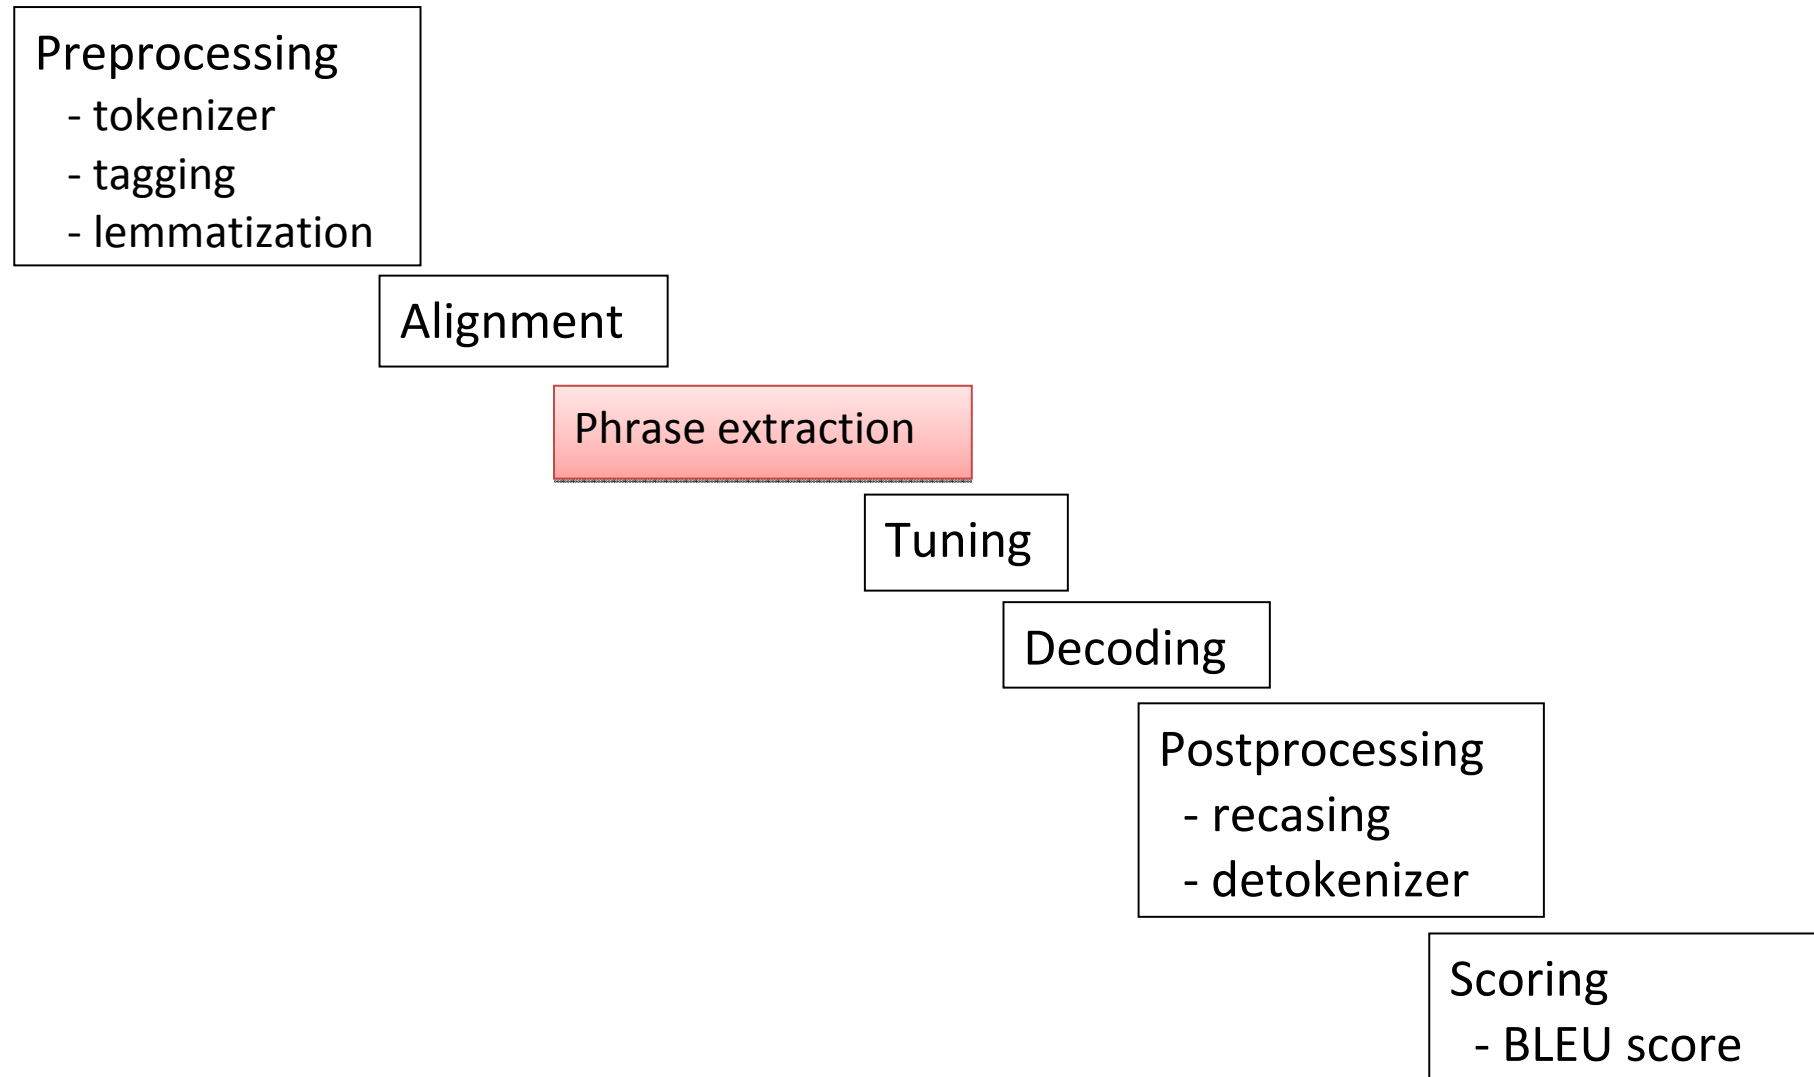 Preprocessing
- tokenizer
- tagging
- lemmatization
Alignment
Phrase extraction
Tuning
Decoding
Postprocessing
- recasing
- detokenizer
Scoring
- BLEU score